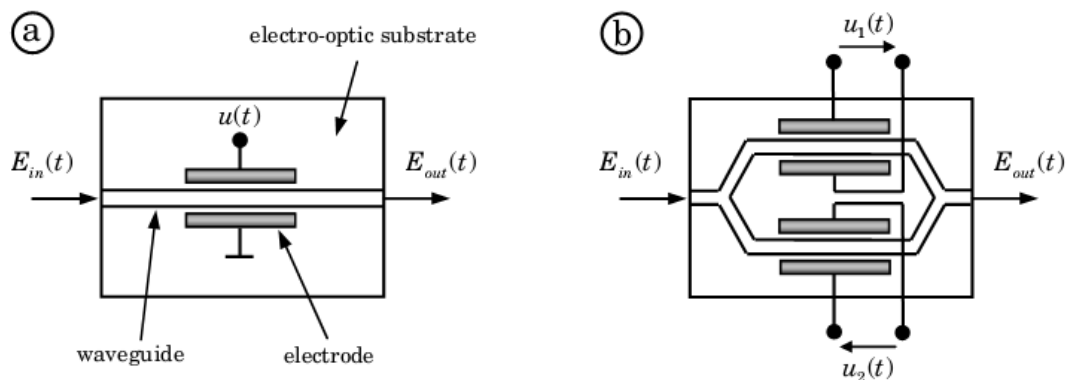 a
electro-optic substrate
u(t)
E_in(t)
E_out(t)
waveguide
electrode
b
u_1(t)
E_in(t)
E_out(t)
u_2(t)